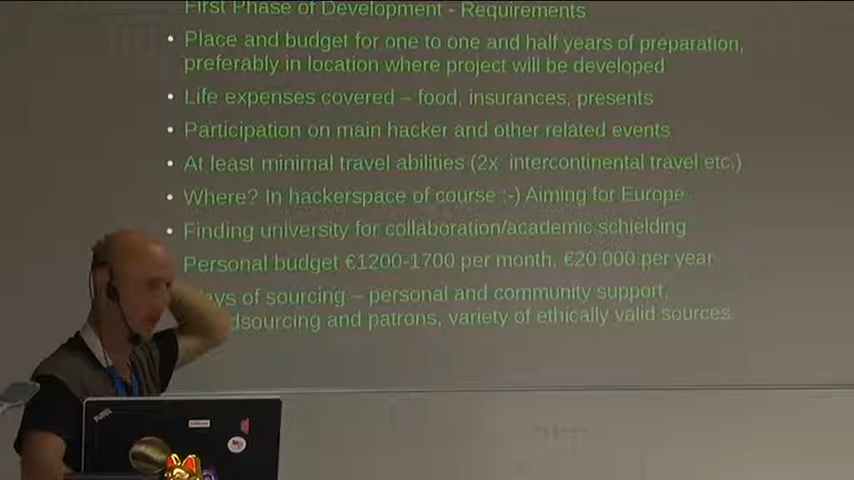 First Phase of Development - Requirements
• Place and budget for one to one and half years of preparation,
preferably in location where project will be developed
• Life expenses covered – food, insurances, presents
• Participation on main hacker and other related events
• At least minimal travel abilities (2x intercontinental travel etc.)
• Where? In hackerspace of course :-) Aiming for Europe
• Finding university for collaboration/academic schielding
Personal budget €1200-1700 per month. €20 000 per year
ays of sourcing – personal and community support,
dsourcing and patrons, variety of ethically valid sources